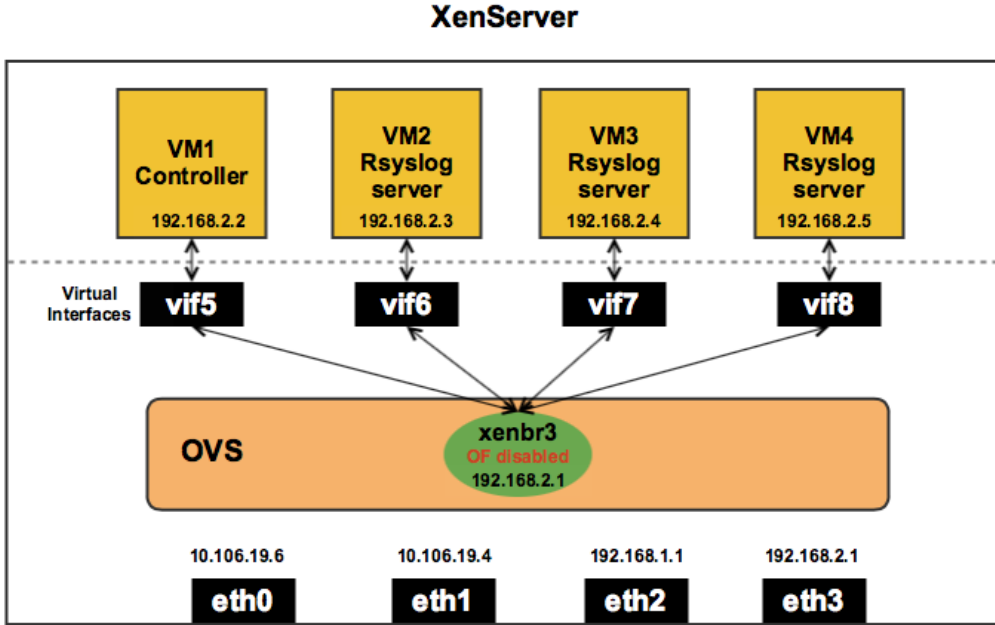 XenServer
VM1
Controller
192.168.2.2
VM2
Rsyslog
server
192.168.2.3
VM3
Rsyslog
server
192.168.2.4
VM4
Rsyslog
server
192.168.2.5
Virtual
Interfaces
vif5
vif6
vif7
vif8
OVS
xenbr3
OF disabled
192.168.2.1
10.106.19.6
10.106.19.4
192.168.1.1
192.168.2.1
eth0
eth1
eth2
eth3